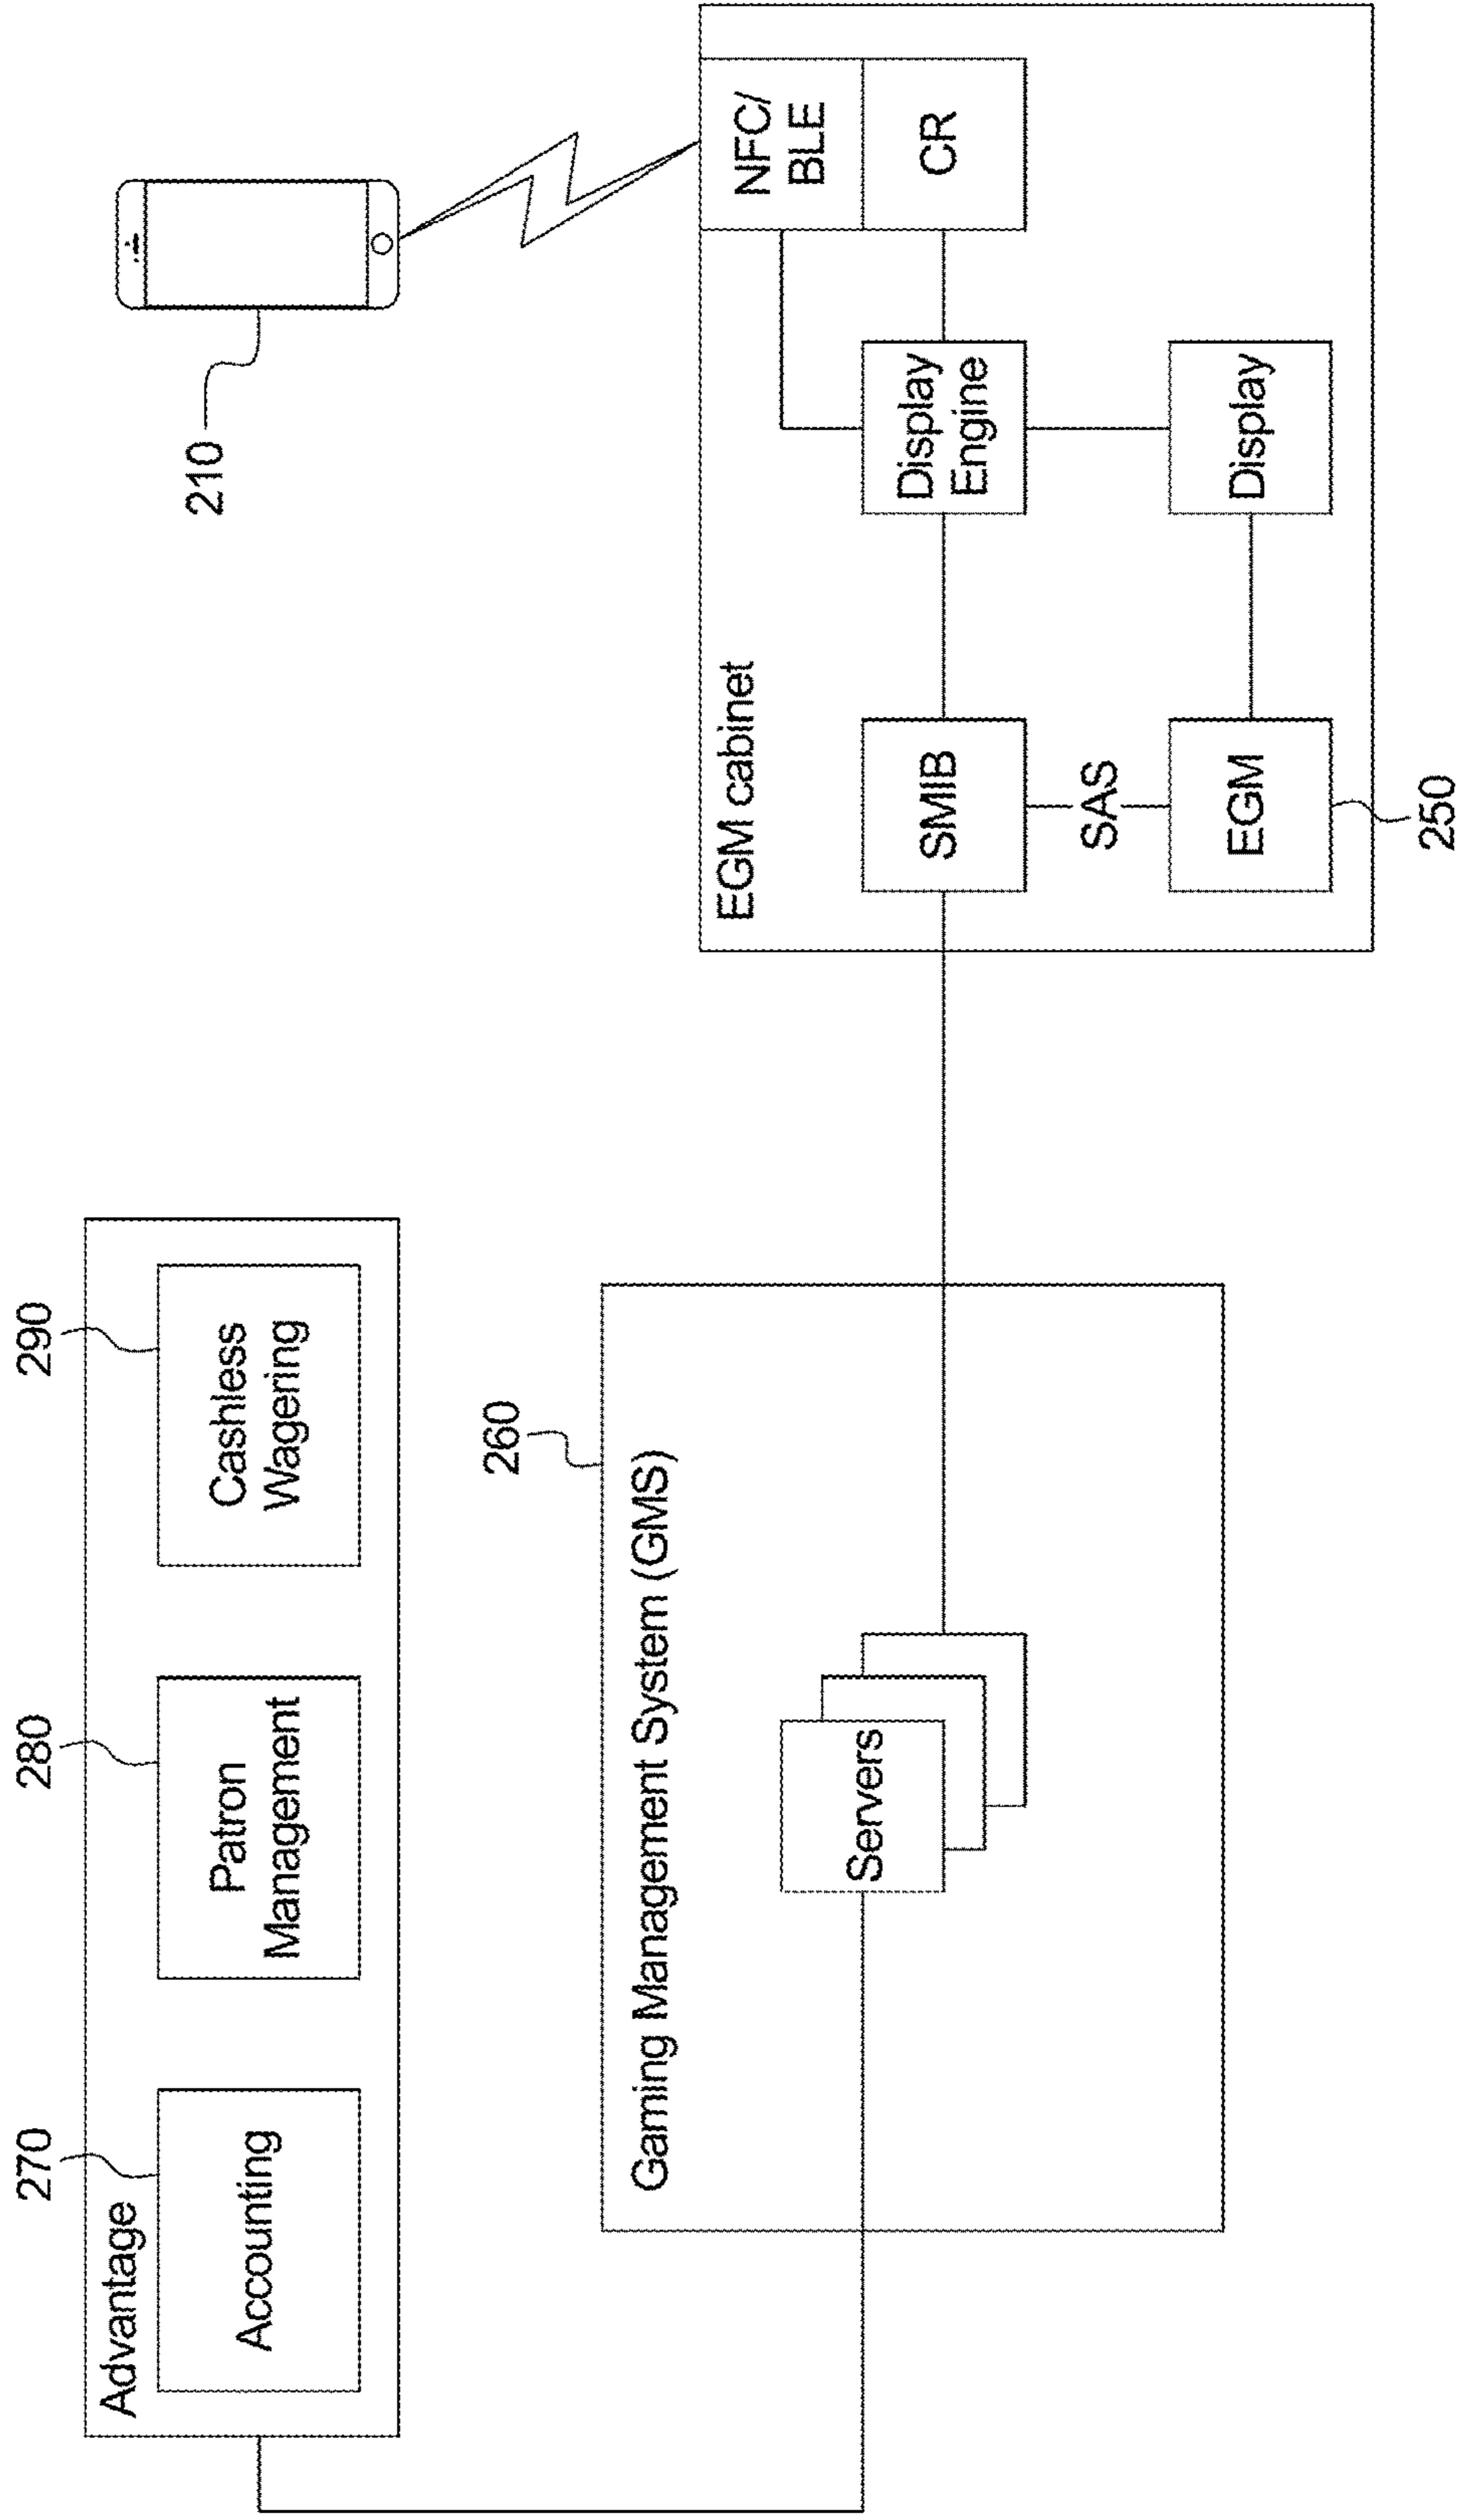 270
280
290
Advantage
Accounting
Patron
Management
Cashless
Wagering
210
260
Gaming Management System (GMS)
Servers
EGM cabinet
NFC/
BLE
CR
SMIB
Display
Engine
SAS
EGM
Display
250